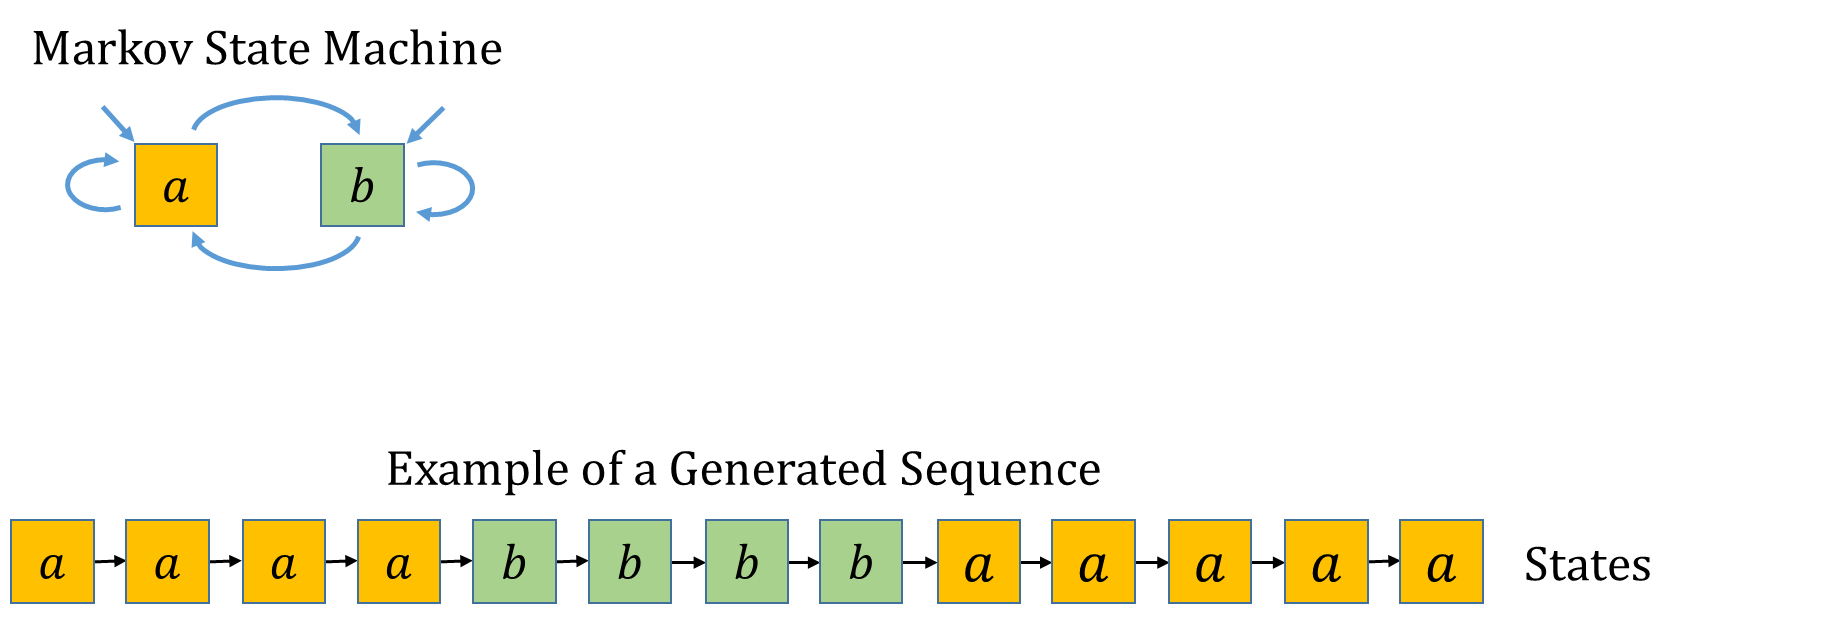 Markov State Machine
a b
Example of a Generated Sequence
a a a a b b b b a a a a a States